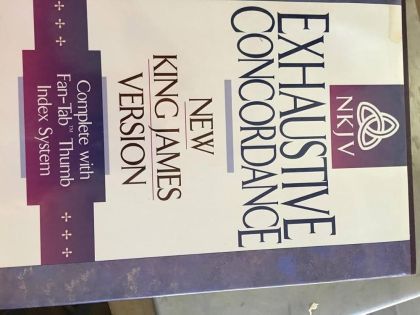 NKJV
EXHAUSTIVE
CONCORDANCE
NEW
KING JAMES
VERSION
Complete with
Fan-Tab™ Thumb
Index System